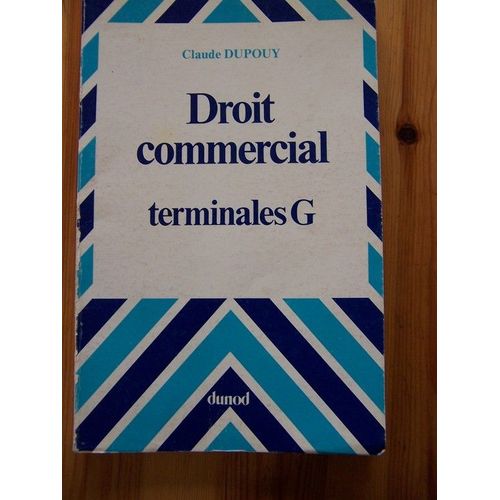 Claude DUPOUY
Droit
commercial
terminales G
dunod